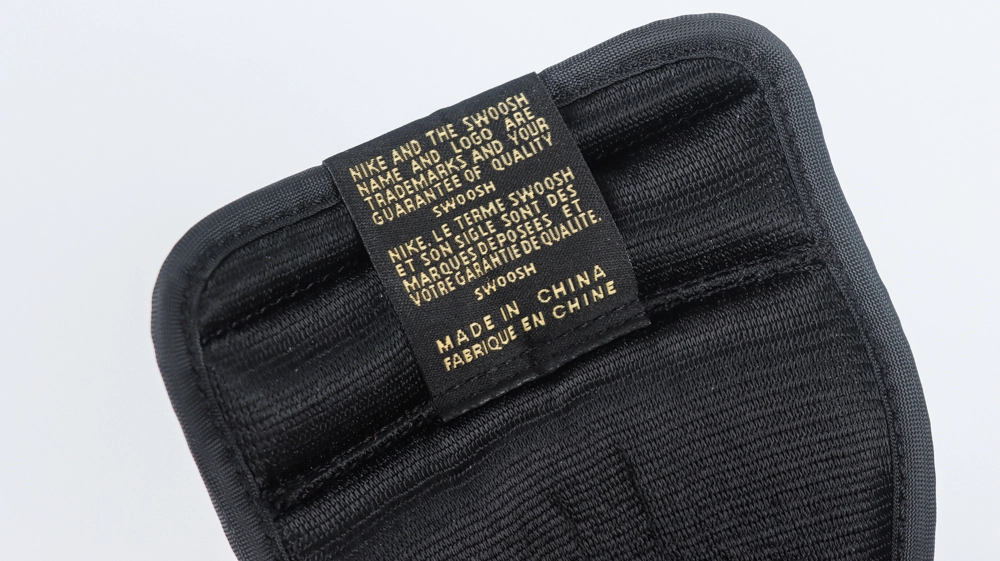 NIKE AND THE SWOOSH
NAME AND LOGO ARE
TRADEMARKS AND YOUR
GUARANTEE OF QUALITY
SWOOSH
NIKE, LE TERME SWOOSH
ET SON SIGLE SONT DES
MARQUES DEPOSEES ET
VOTRE GARANTIE DE QUALITE.
SWOOSH
MADE IN CHINA
FABRIQUE EN CHINE